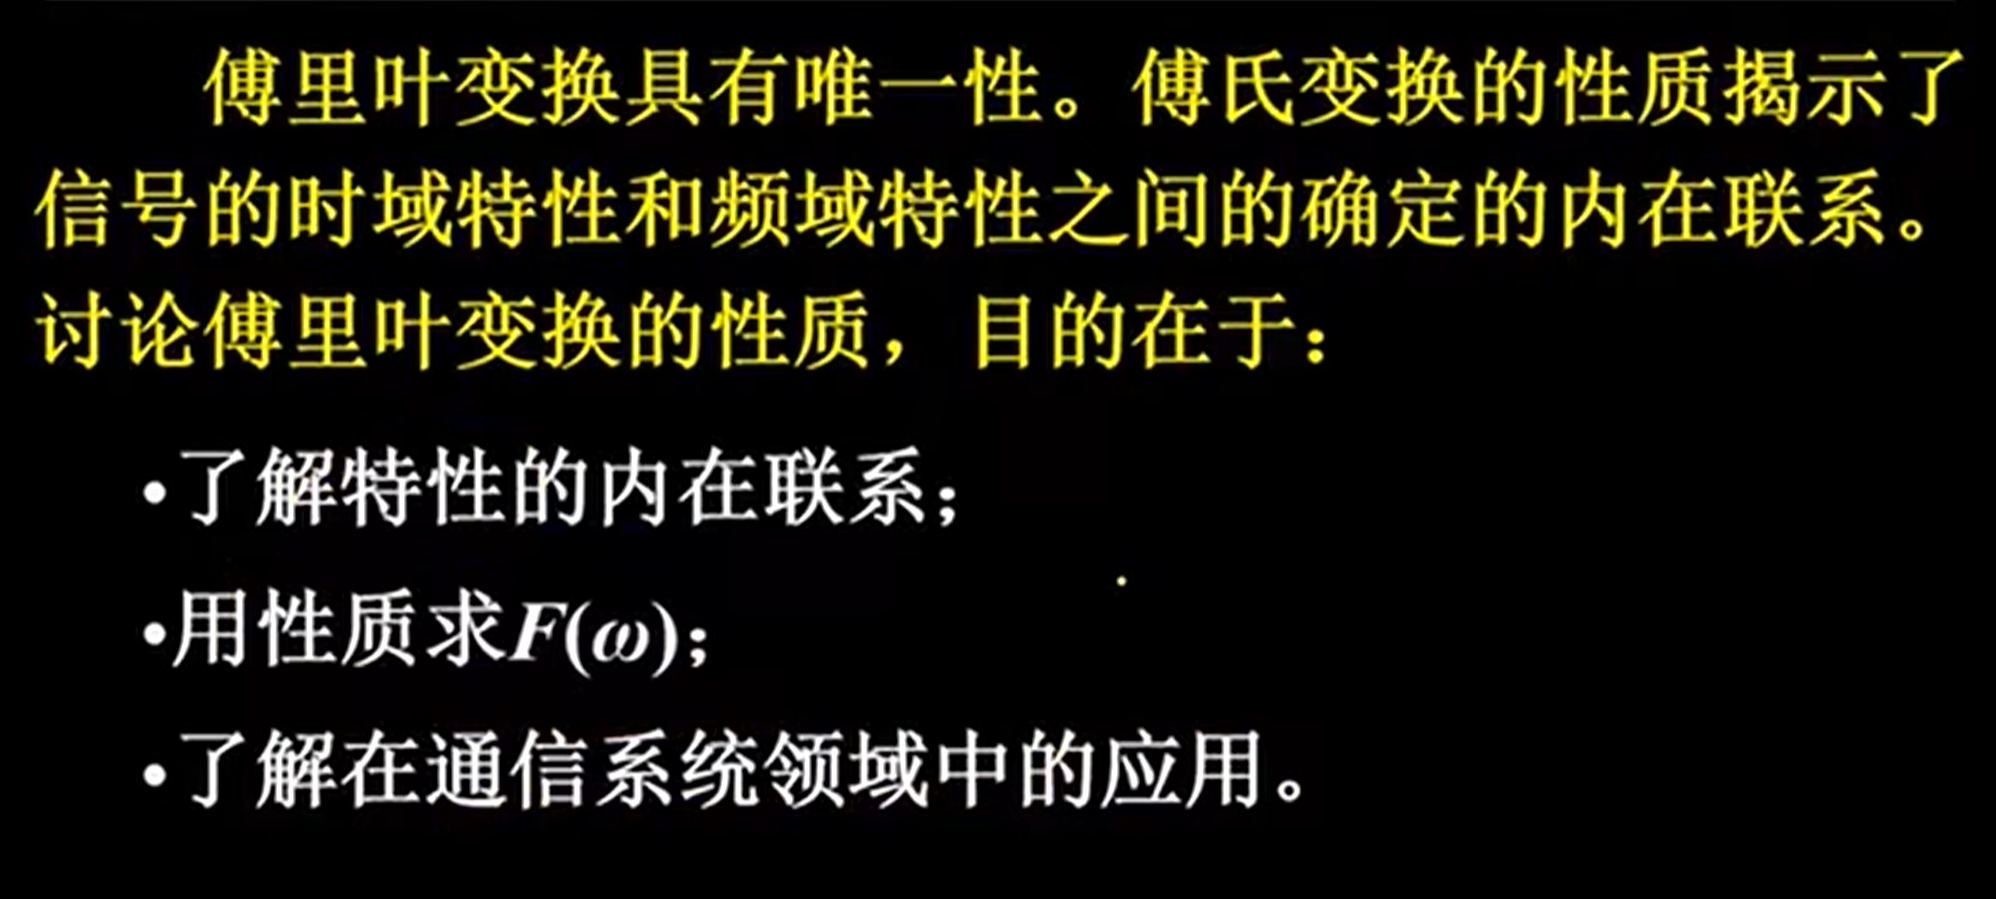 傅里叶变换具有唯一性。傅氏变换的性质揭示了
信号的时域特性和频域特性之间的确定的内在联系。
讨论傅里叶变换的性质，目的在于：
•了解特性的内在联系；
•用性质求F(ω)；
•了解在通信系统领域中的应用。